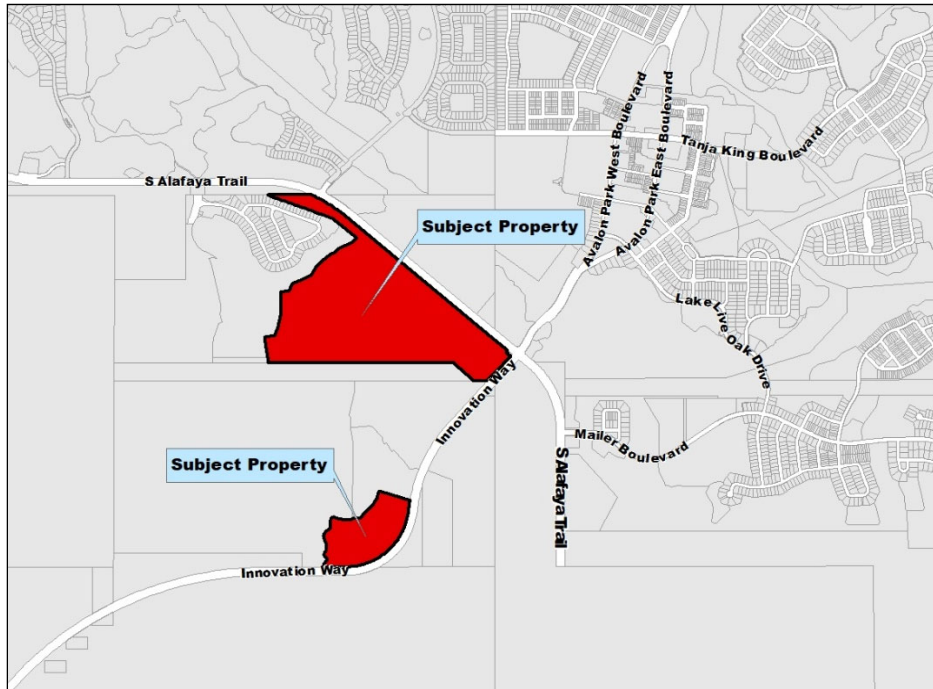 Avalon Park West Boulevard
Avalon Park East Boulevard
Tanja King Boulevard
S Alafaya Trail
Subject Property
Lake Live Oak Drive
Innovation Way
Mailer Boulevard
Subject Property
S Alafaya Trail
Innovation Way